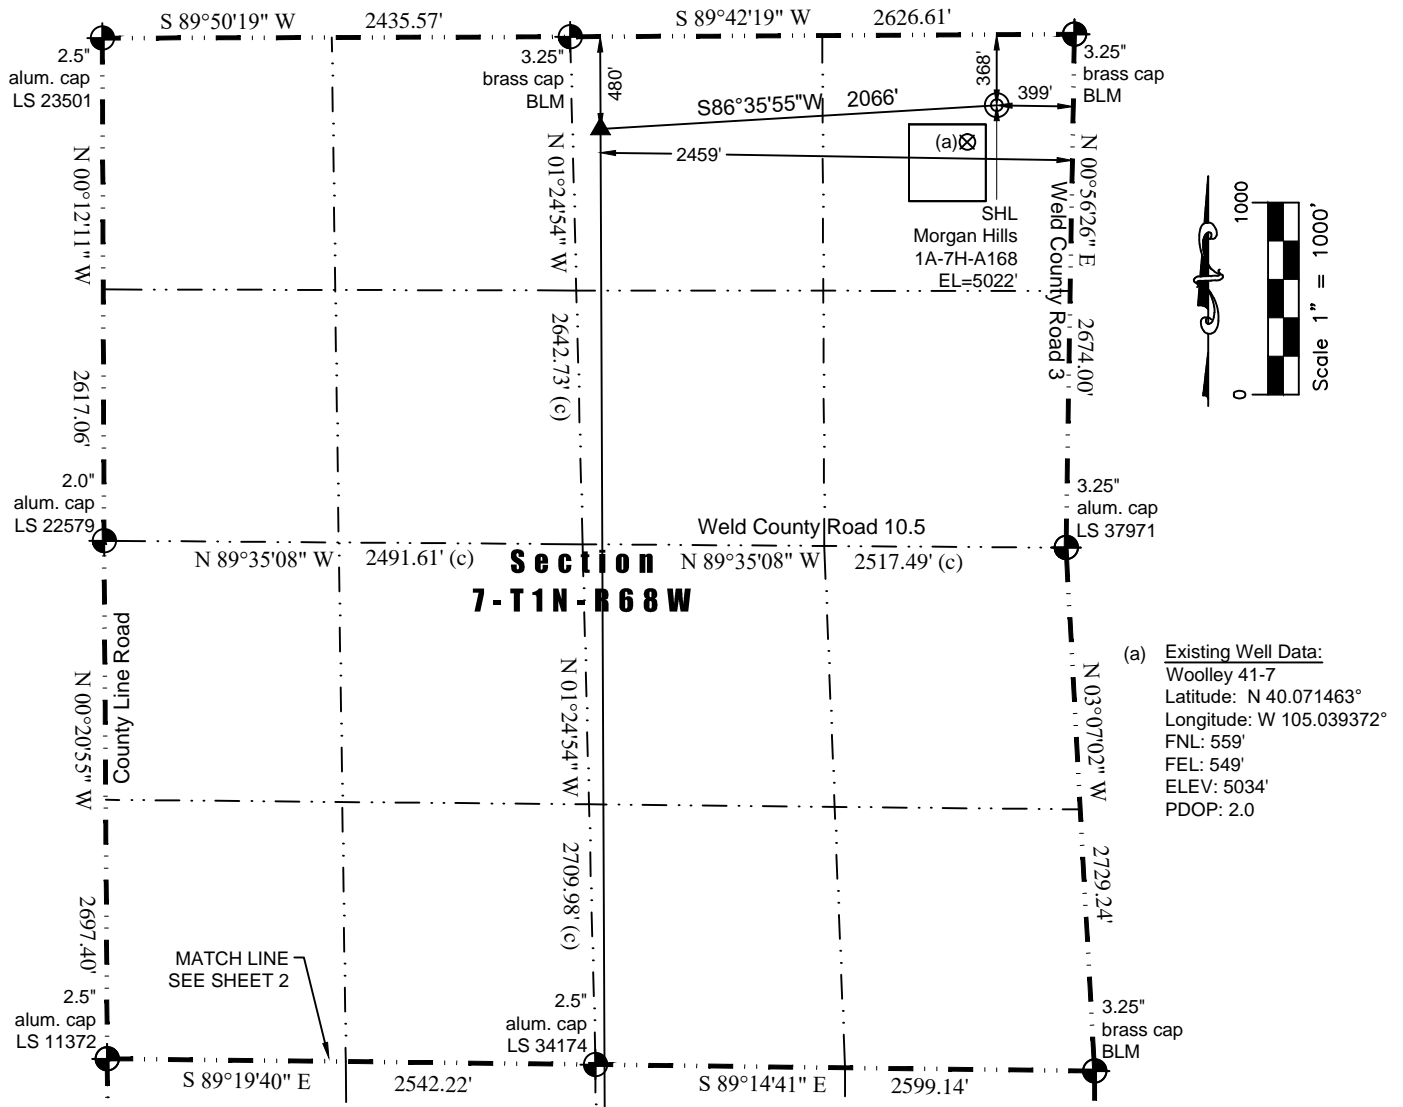 S 89°50'19" W 2435.57' S 89°42'19" W 2626.61'
2.5"
alum. cap
LS 23501
3.25"
brass cap
BLM
480'
368'
3.25"
brass cap
BLM
399'
S86°35'55"W 2066'
(a)
2459'
SHL
Morgan Hills
1A-7H-A168
EL=5022'
N 00°12'11" W 2617.06'
N 01°24'54" W 2642.73' (c)
N 00°56'26" E 2674.00'
Weld County Road 3
1000
0
Scale 1" = 1000'
2.0"
alum. cap
LS 22579
Weld County Road 10.5
3.25"
alum. cap
LS 37971
N 89°35'08" W 2491.61' (c)
N 89°35'08" W 2517.49' (c)
Section
7-T1N-R68W
County Line Road
N 00°20'55" W 2697.40'
N 01°24'54" W 2709.98' (c)
N 03°07'02" W 2729.24'
(a) Existing Well Data:
Woolley 41-7
Latitude: N 40.071463°
Longitude: W 105.039372°
FNL: 559'
FEL: 549'
ELEV: 5034'
PDOP: 2.0
MATCH LINE
SEE SHEET 2
2.5"
alum. cap
LS 11372
2.5"
alum. cap
LS 34174
3.25"
brass cap
BLM
S 89°19'40" E 2542.22' S 89°14'41" E 2599.14'